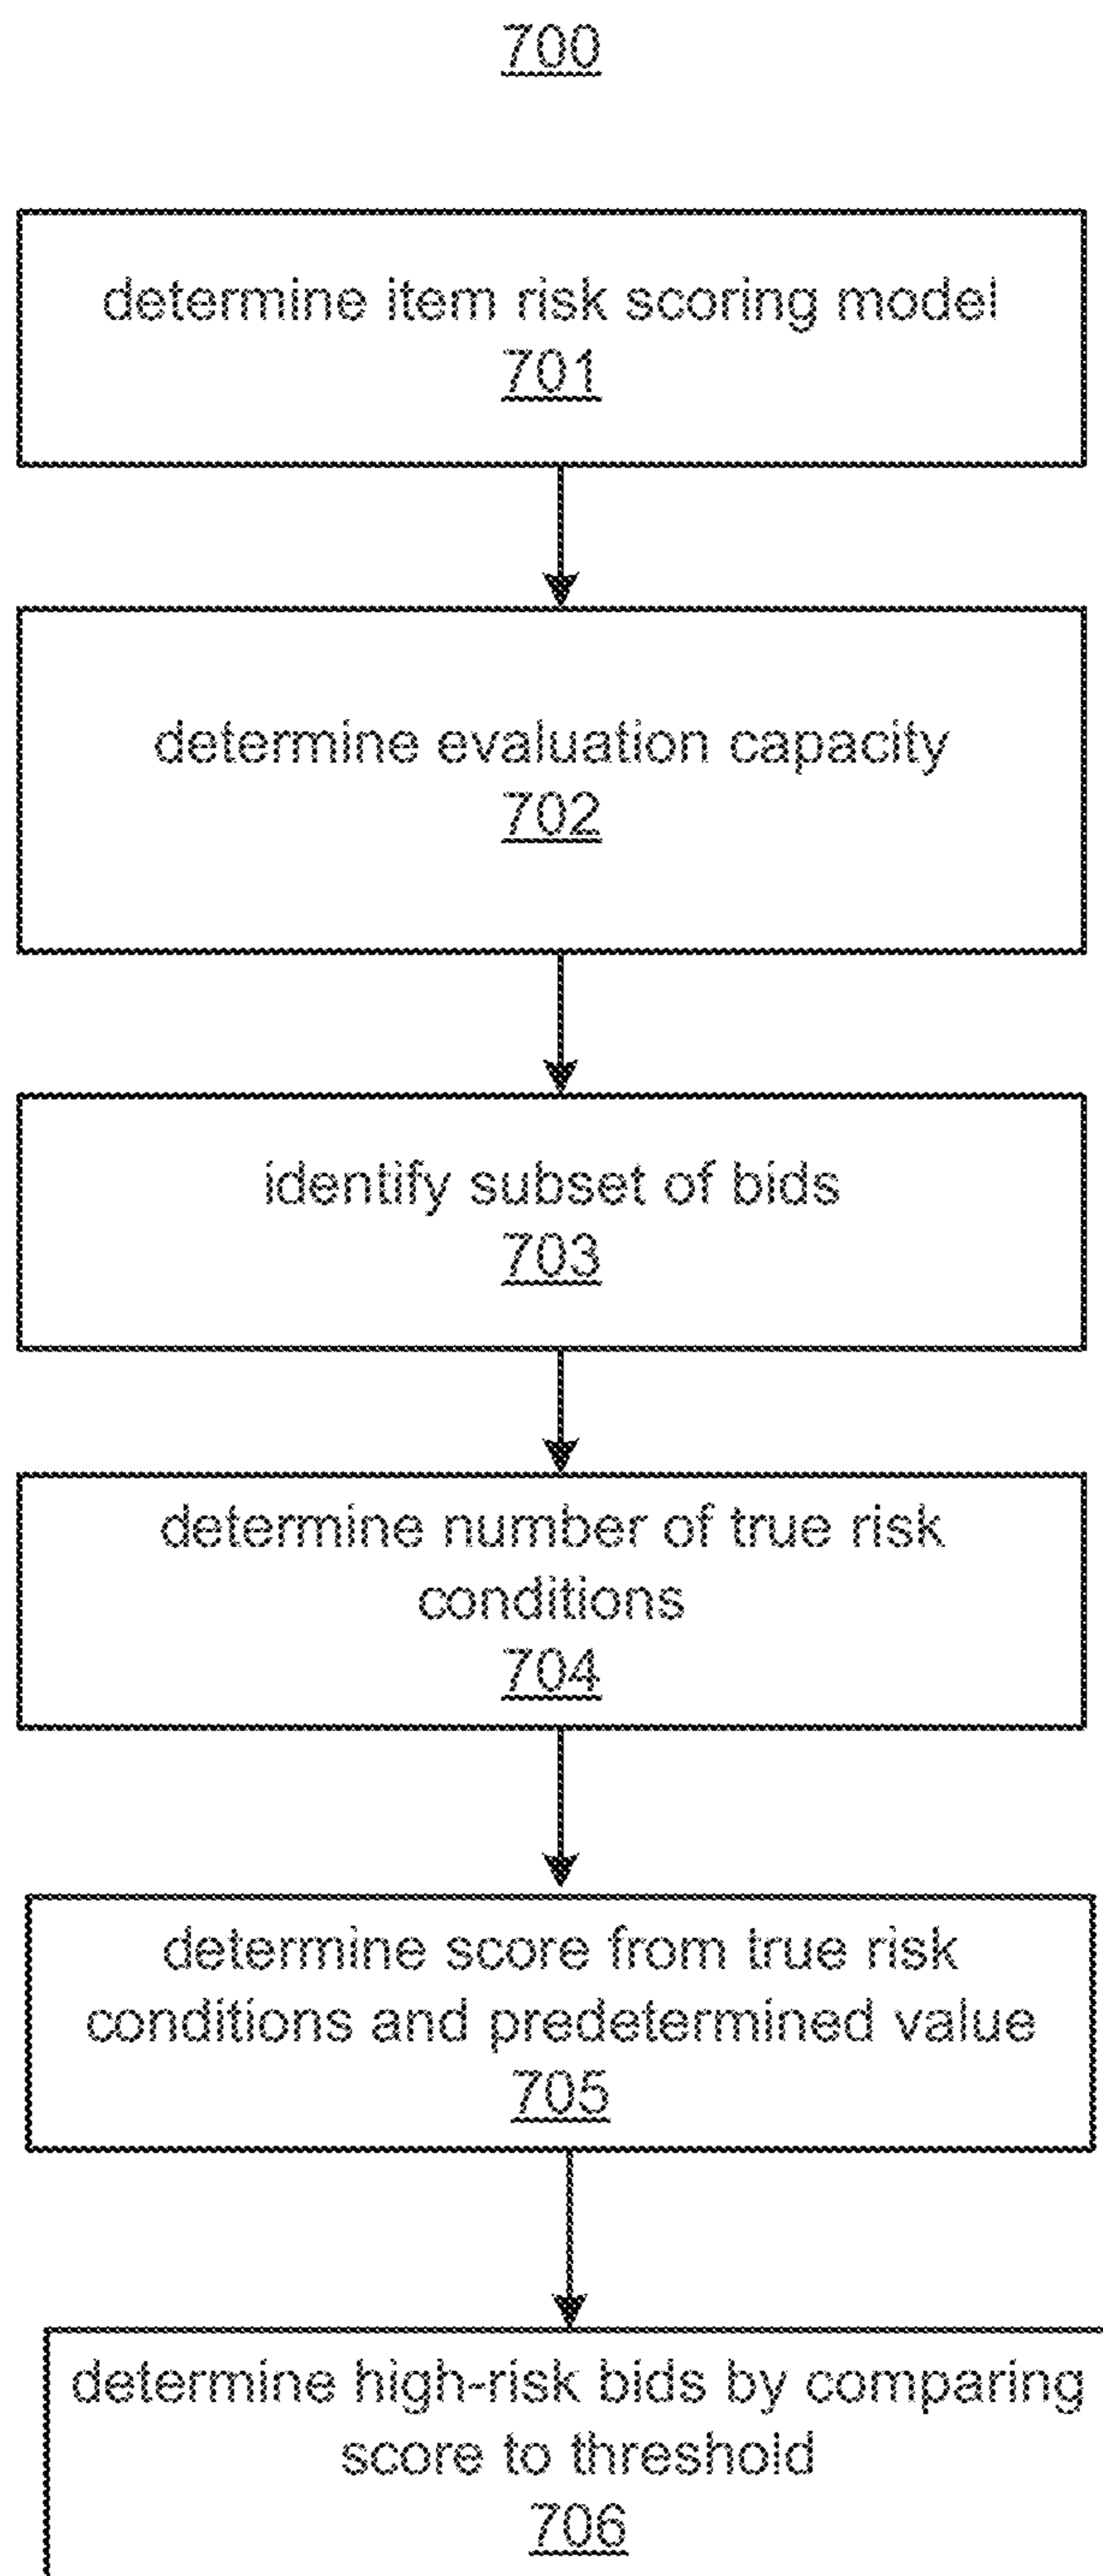 700
determine item risk scoring model
701
determine evaluation capacity
702
identify subset of bids
703
determine number of true risk
conditions
704
determine score from true risk
conditions and predetermined value
705
determine high-risk bids by comparing
score to threshold
706